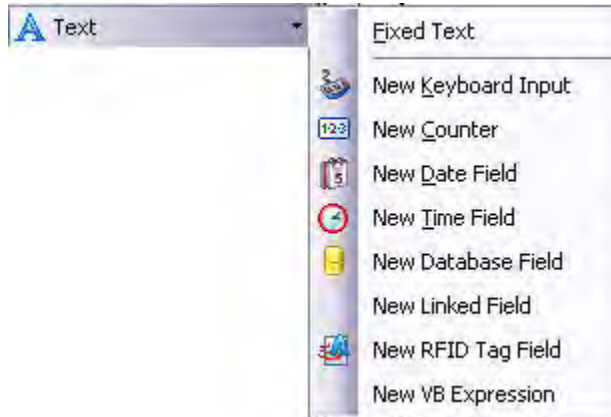 Text
Fixed Text
New Keyboard Input
123
New Counter
5
New Date Field
New Time Field
New Database Field
New Linked Field
A
New RFID Tag Field
New VB Expression